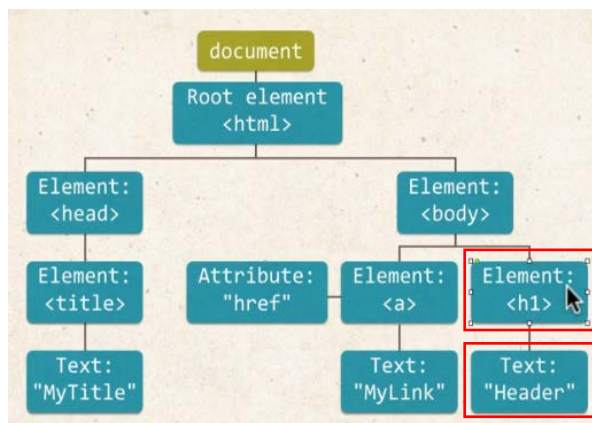 document
Root element
<html>
Element:
<head>
Element:
<body>
Element:
<title>
Attribute:
"href"
Element:
<a>
Element:
<h1>
Text:
"MyTitle"
Text:
"MyLink"
Text:
"Header"